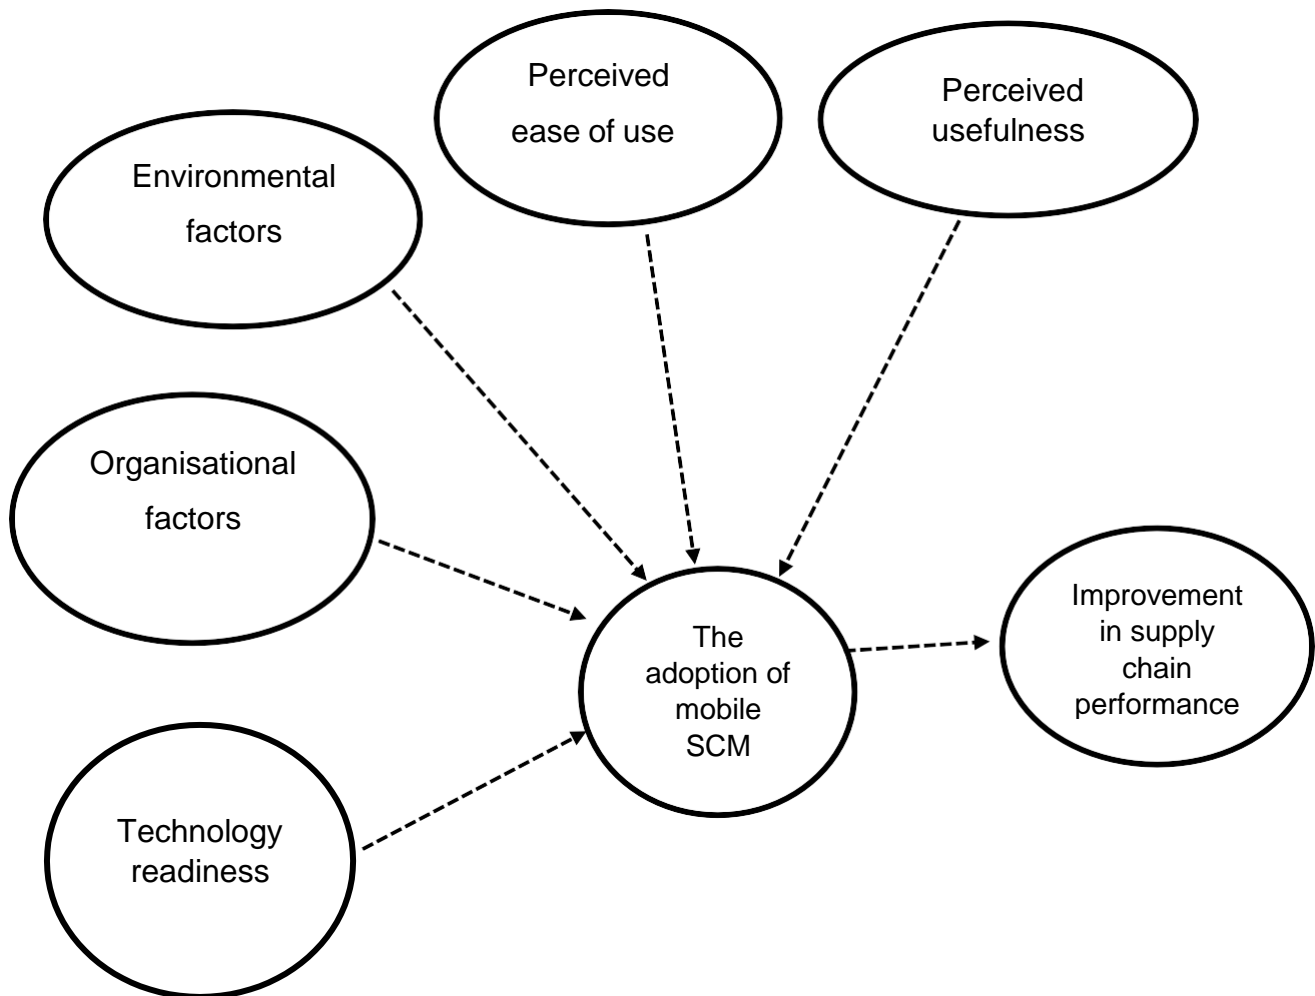 Perceived
ease of use
Perceived
usefulness
Environmental
factors
Organisational
factors
Technology
readiness
The
adoption of
mobile
SCM
Improvement
in supply
chain
performance